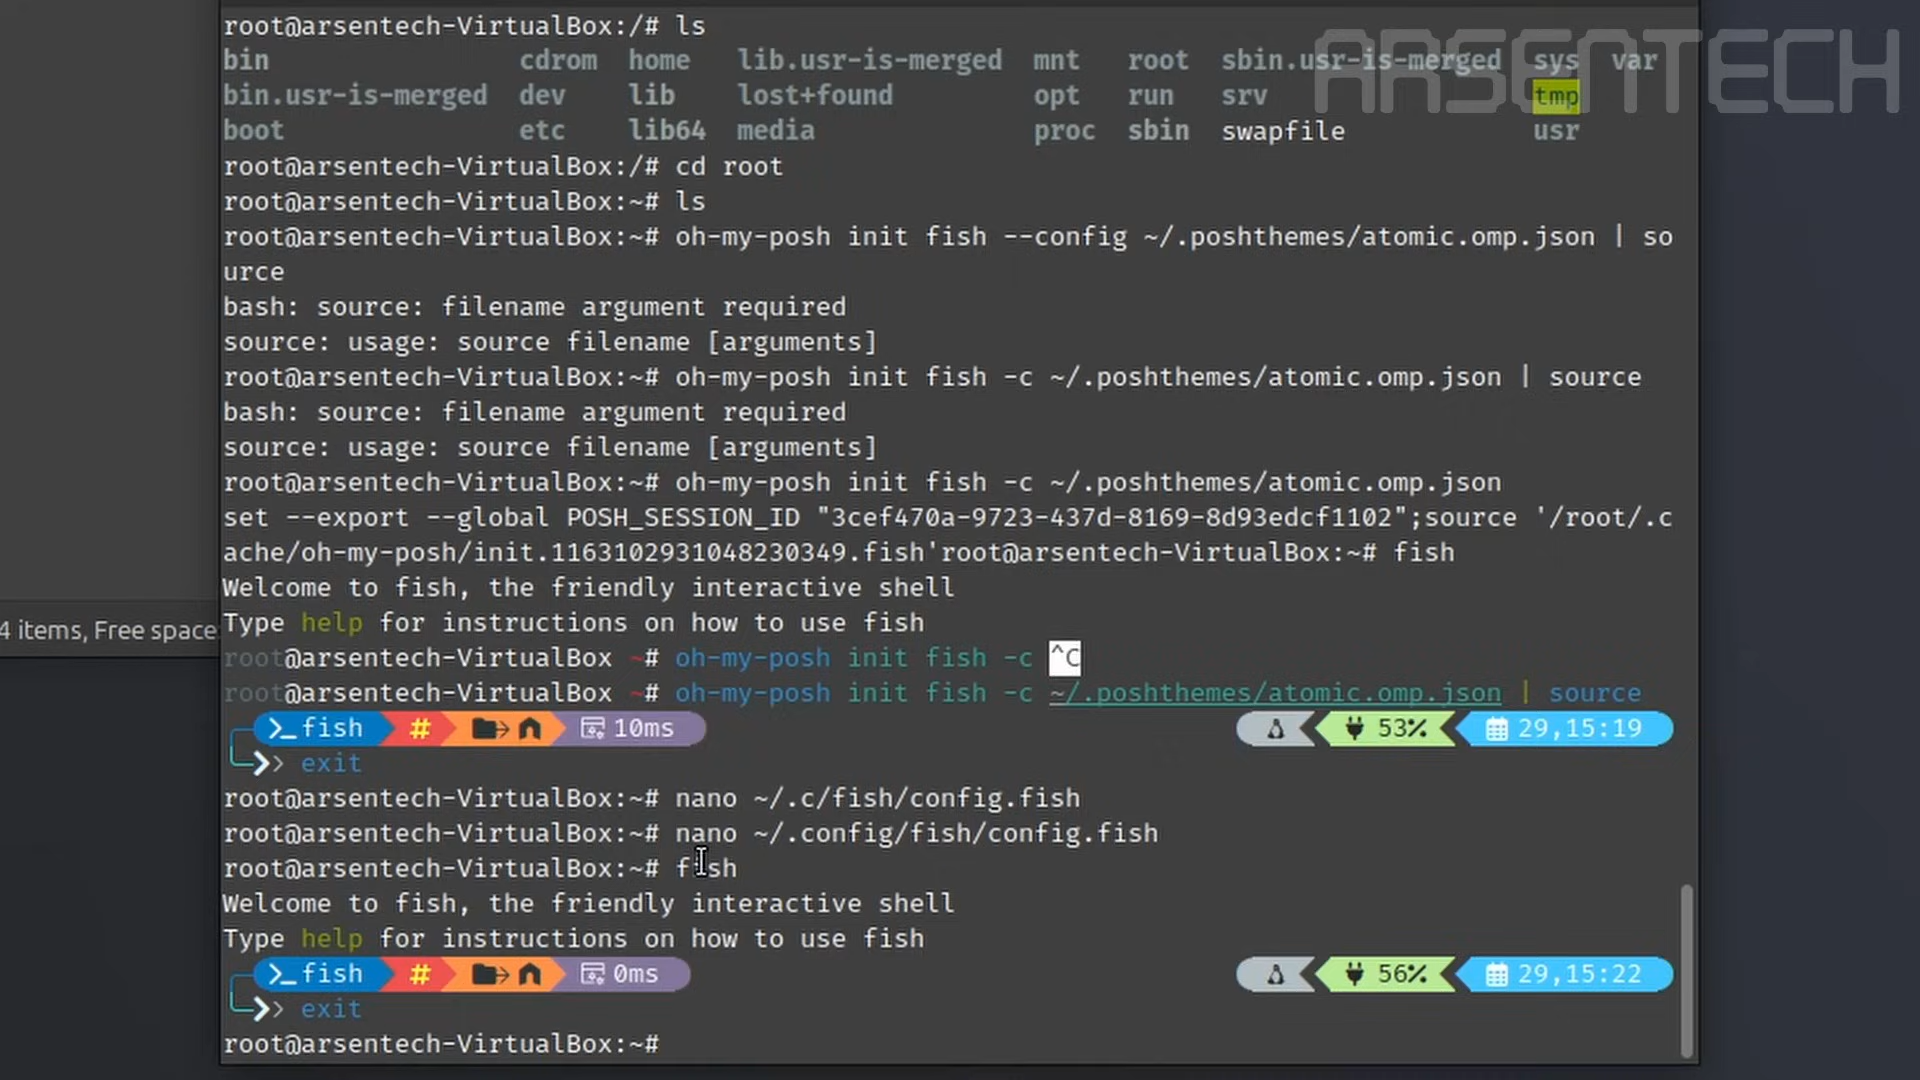 ARSENTECH
root@arsentech-VirtualBox:/# ls
bin cdrom home lib.usr-is-merged mnt root sbin.usr-is-merged sys var
bin.usr-is-merged dev lib lost+found opt run srv tmp
boot etc lib64 media proc sbin swapfile usr
root@arsentech-VirtualBox:/# cd root
root@arsentech-VirtualBox:~# ls
root@arsentech-VirtualBox:~# oh-my-posh init fish --config ~/.poshthemes/atomic.omp.json | so
urce
bash: source: filename argument required
source: usage: source filename [arguments]
root@arsentech-VirtualBox:~# oh-my-posh init fish -c ~/.poshthemes/atomic.omp.json | source
bash: source: filename argument required
source: usage: source filename [arguments]
root@arsentech-VirtualBox:~# oh-my-posh init fish -c ~/.poshthemes/atomic.omp.json
set --export --global POSH_SESSION_ID "3cef470a-9723-437d-8169-8d93edcf1102";source '/root/.c
ache/oh-my-posh/init.1163102931048230349.fish'root@arsentech-VirtualBox:~# fish
Welcome to fish, the friendly interactive shell
4 items, Free space
Type help for instructions on how to use fish
root@arsentech-VirtualBox ~# oh-my-posh init fish -c ^C
root@arsentech-VirtualBox ~# oh-my-posh init fish -c ~/.poshthemes/atomic.omp.json | source
>_ fish # 10ms 53% 29,15:19
exit
root@arsentech-VirtualBox:~# nano ~/.c/fish/config.fish
root@arsentech-VirtualBox:~# nano ~/.config/fish/config.fish
root@arsentech-VirtualBox:~# fish
Welcome to fish, the friendly interactive shell
Type help for instructions on how to use fish
>_ fish # 0ms 56% 29,15:22
exit
root@arsentech-VirtualBox:~#